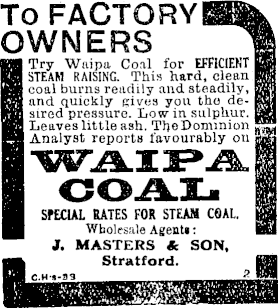 To FACTORY
OWNERS
Try Waipa Coal for EFFICIENT
STEAM RAISING. This hard, clean
coal burns readily and steadily,
and quickly gives you the de-
sired pressure. Low in sulphur.
Leaves little ash. The Dominion
Analyst reports favourably on
WAIPA
COAL
SPECIAL RATES FOR STEAM COAL.
Wholesale Agents:
J. MASTERS & SON,
Stratford.
C.H's-B3 2